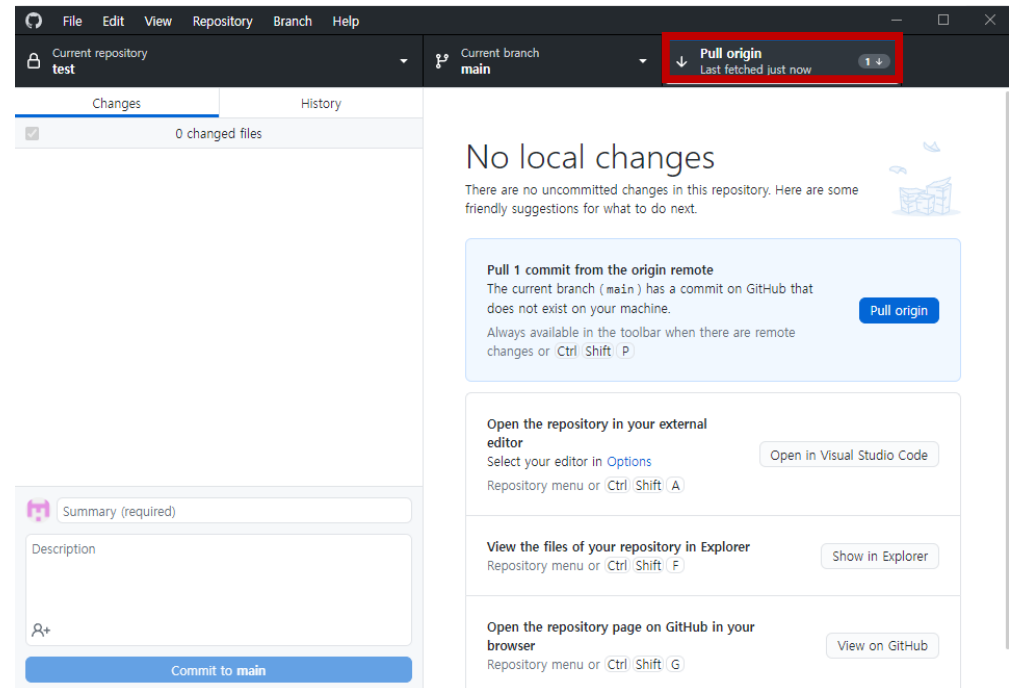 File Edit View Repository Branch Help
Current repository
test
Current branch
main
Pull origin
Last fetched just now
1
Changes
History
0 changed files
No local changes
There are no uncommitted changes in this repository. Here are some
friendly suggestions for what to do next.
Pull 1 commit from the origin remote
The current branch (main) has a commit on GitHub that
does not exist on your machine.
Always available in the toolbar when there are remote
changes or Ctrl Shift P
Pull origin
Open the repository in your external
editor
Select your editor in Options
Repository menu or Ctrl Shift A
Open in Visual Studio Code
View the files of your repository in Explorer
Repository menu or Ctrl Shift F
Show in Explorer
Open the repository page on GitHub in your
browser
Repository menu or Ctrl Shift G
View on GitHub
Summary (required)
Description
Commit to main